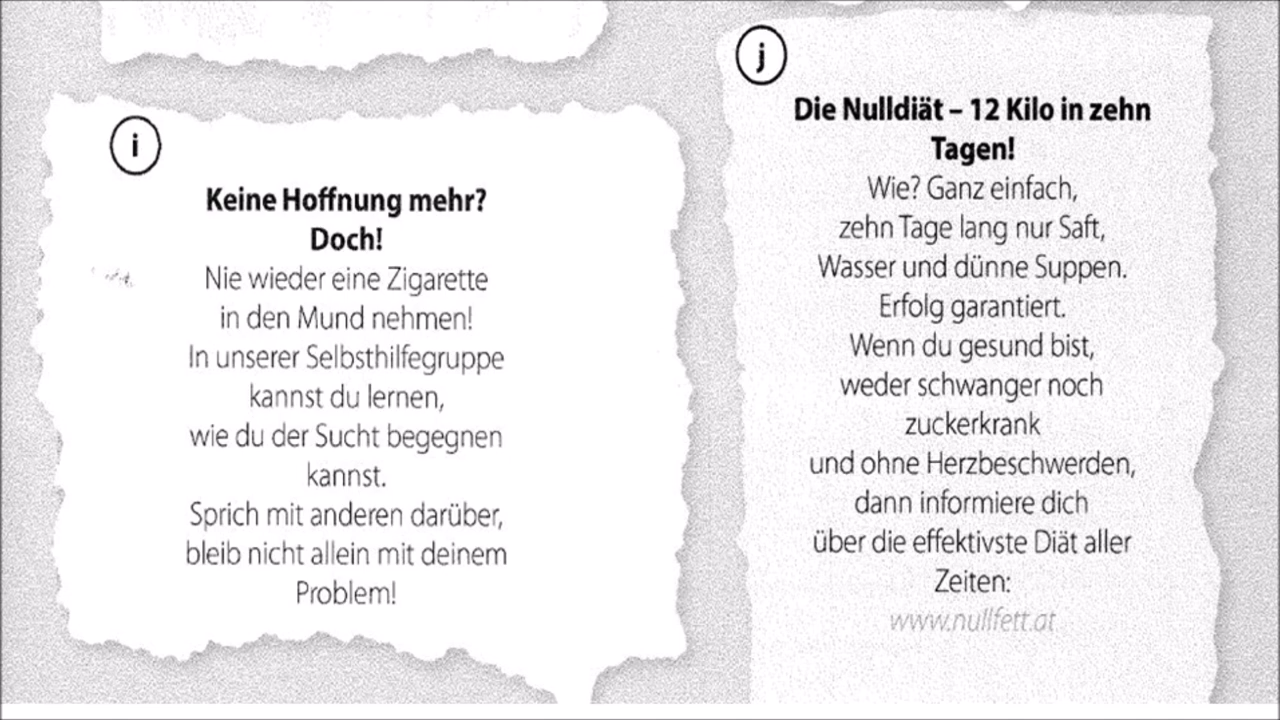 i
Keine Hoffnung mehr?
Doch!
Nie wieder eine Zigarette
in den Mund nehmen!
In unserer Selbsthilfegruppe
kannst du lernen,
wie du der Sucht begegnen
kannst.
Sprich mit anderen darüber,
bleib nicht allein mit deinem
Problem!
j
Die Nulldiät – 12 Kilo in zehn
Tagen!
Wie? Ganz einfach,
zehn Tage lang nur Saft,
Wasser und dünne Suppen.
Erfolg garantiert.
Wenn du gesund bist,
weder schwanger noch
zuckerkrank
und ohne Herzbeschwerden,
dann informiere dich
über die effektivste Diät aller
Zeiten:
www.nullfett.at